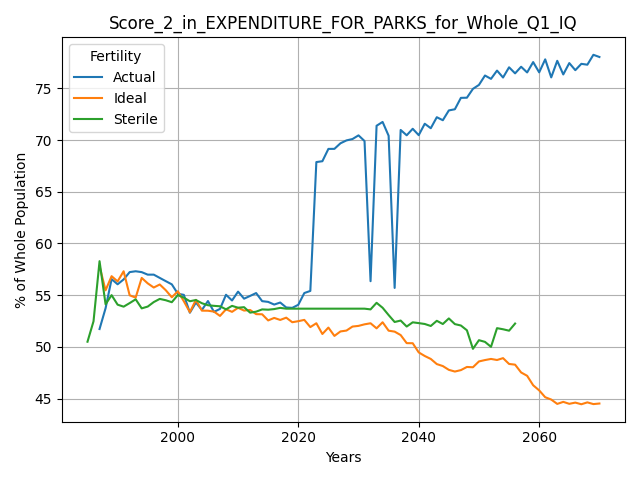 Score_2_in_EXPENDITURE_FOR_PARKS_for_Whole_Q1_IQ
Fertility
Actual
Ideal
Sterile
% of Whole Population
75
70
65
60
55
50
45
2000
2020
2040
2060
Years